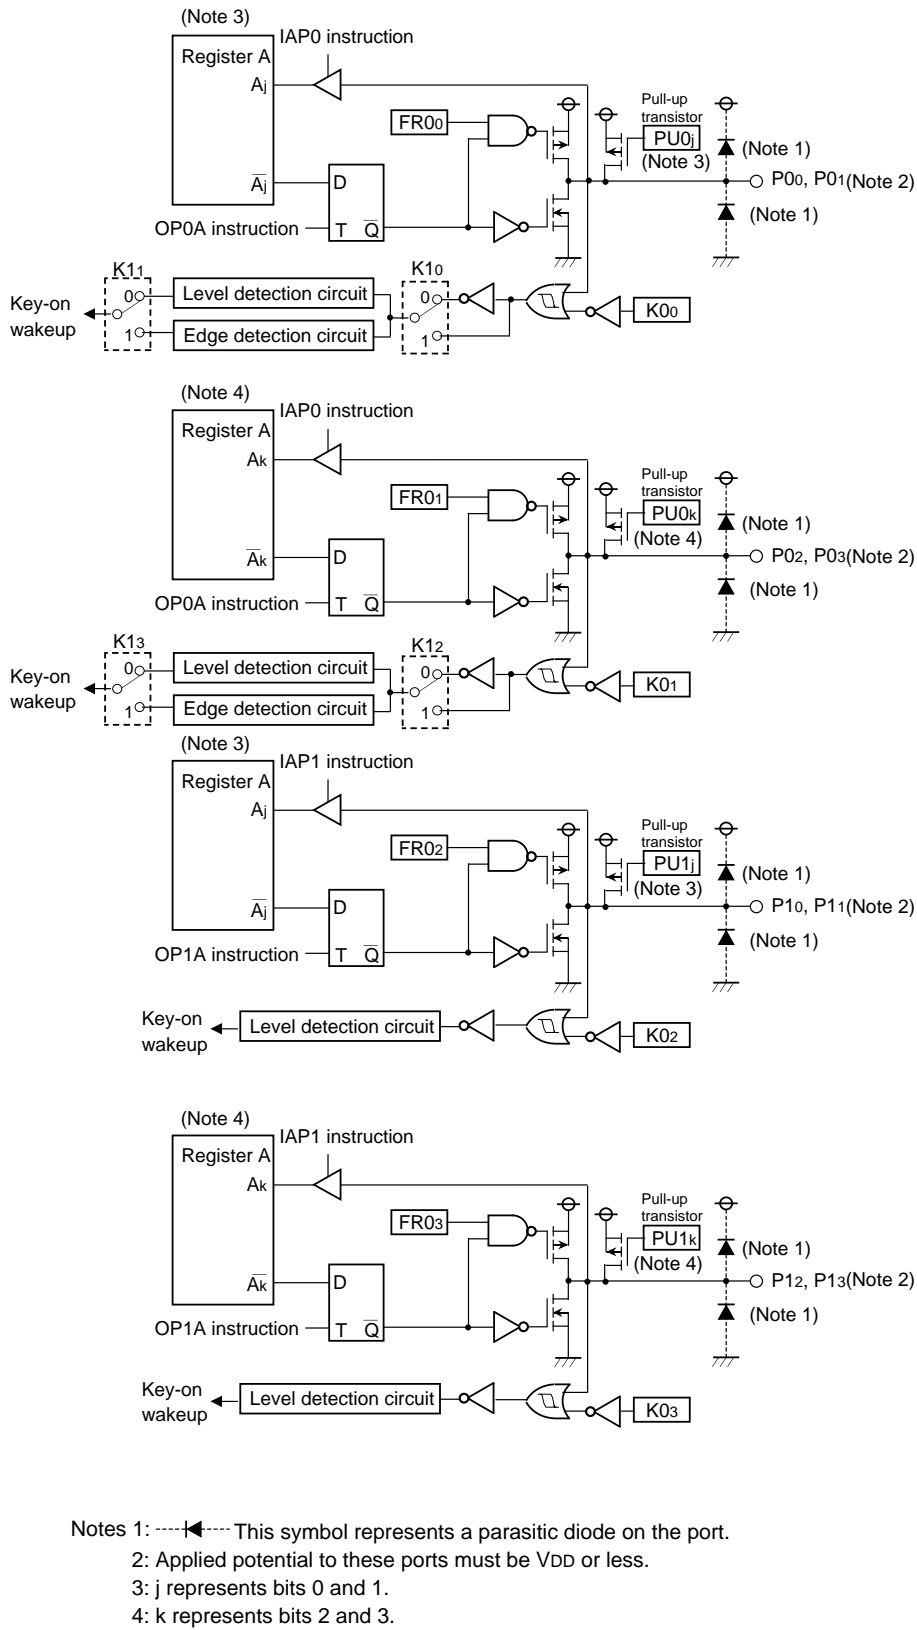 (Note 3)
IAP0 instruction
Register A
Aj
FR00
Pull-up
transistor
PU0j
(Note 3)
(Note 1)
Aj
D
P00, P01(Note 2)
(Note 1)
OP0A instruction
T Q
K11
K10
0
Level detection circuit
0
Key-on
wakeup
K00
1
Edge detection circuit
1
(Note 4)
IAP0 instruction
Register A
Ak
FR01
Pull-up
transistor
PU0k
(Note 4)
(Note 1)
Ak
D
P02, P03(Note 2)
(Note 1)
OP0A instruction
T Q
K13
K12
0
Level detection circuit
0
Key-on
wakeup
K01
1
Edge detection circuit
1
(Note 3)
IAP1 instruction
Register A
Aj
FR02
Pull-up
transistor
PU1j
(Note 3)
(Note 1)
Aj
D
P10, P11(Note 2)
(Note 1)
OP1A instruction
T Q
Key-on
wakeup
Level detection circuit
K02
(Note 4)
IAP1 instruction
Register A
Ak
FR03
Pull-up
transistor
PU1k
(Note 4)
(Note 1)
Ak
D
P12, P13(Note 2)
(Note 1)
OP1A instruction
T Q
Key-on
wakeup
Level detection circuit
K03
Notes 1: This symbol represents a parasitic diode on the port.
2: Applied potential to these ports must be VDD or less.
3: j represents bits 0 and 1.
4: k represents bits 2 and 3.